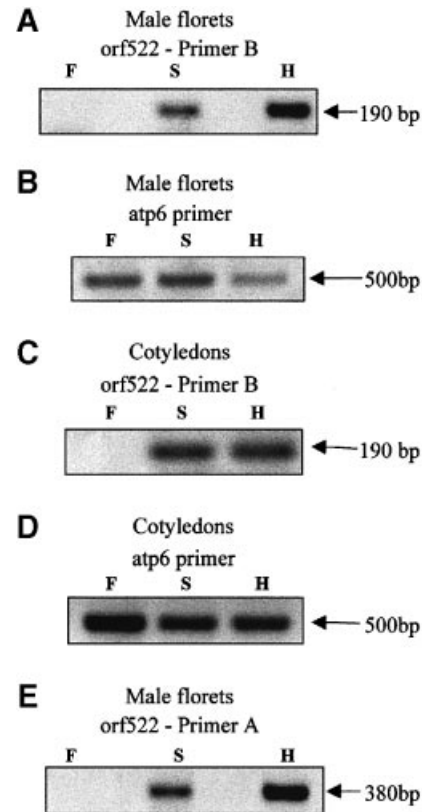 A
Male florets
orf522 - Primer B
F S H
190 bp
B
Male florets
atp6 primer
F S H
500bp
C
Cotyledons
orf522 - Primer B
F S H
190 bp
D
Cotyledons
atp6 primer
F S H
500bp
E
Male florets
orf522 - Primer A
F S H
380bp